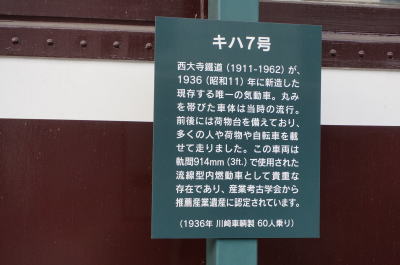 キハ7号
西大寺鐵道(1911-1962)が、
1936(昭和11)年に新造した
現存する唯一の気動車。丸み
を帯びた車体は当時の流行。
前後には荷物台を備えており、
多くの人や荷物や自転車を載
せて走りました。この車両は
軌間914mm(3ft.)で使用された
流線型内燃動車として貴重な
存在であり、産業考古学会から
推薦産業遺産に認定されています。
(1936年 川崎車輌製 60人乗り)